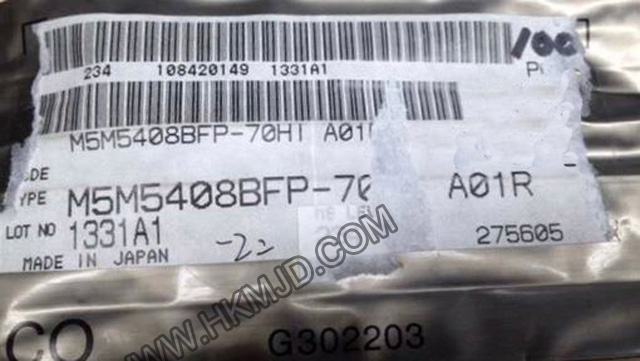 100
234 108420149 1331A1
M5M5408BFP-70HI A01
TYPE M5M5408BFP-70 A01R
LOT NO 1331A1 -22 275605
MADE IN JAPAN
CO G302203
WWW.HKMJD.COM